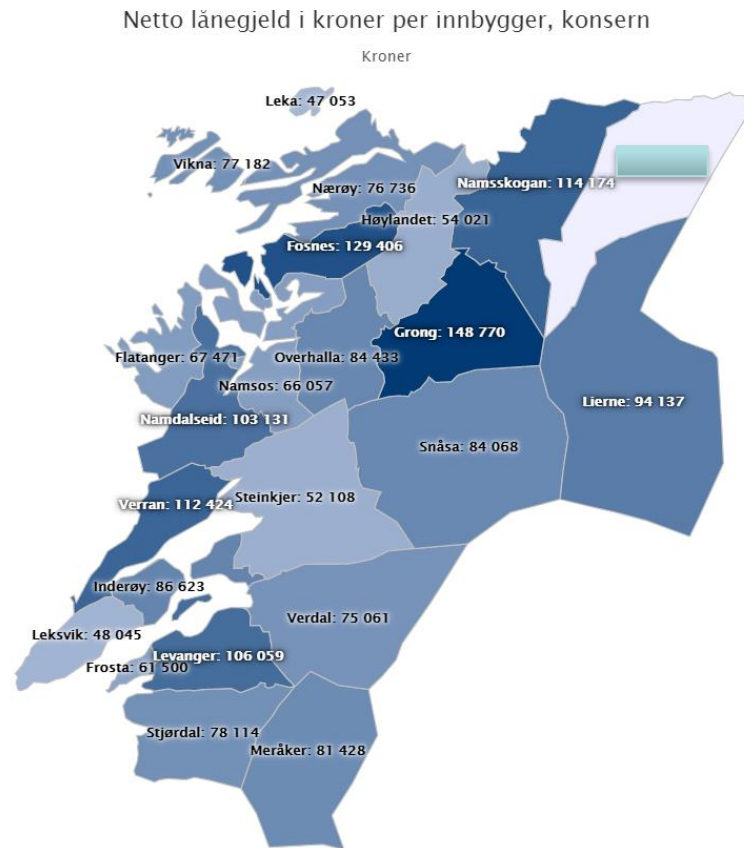 Netto lånegjeld i kroner per innbygger, konsern
Kroner
Leka: 47 053
Vikna: 77 182
Nærøy: 76 736
Namsskogan: 114 174
Høylandet: 54 021
Fosnes: 129 406
Grong: 148 770
Flatanger: 67 471
Overhalla: 84 433
Namsos: 66 057
Lierne: 94 137
Namdalseid: 103 131
Snåsa: 84 068
Steinkjer: 52 108
Verran: 112 424
Inderøy: 86 623
Verdal: 75 061
Leksvik: 48 045
Levanger: 106 059
Frosta: 61 500
Stjørdal: 78 114
Meråker: 81 428